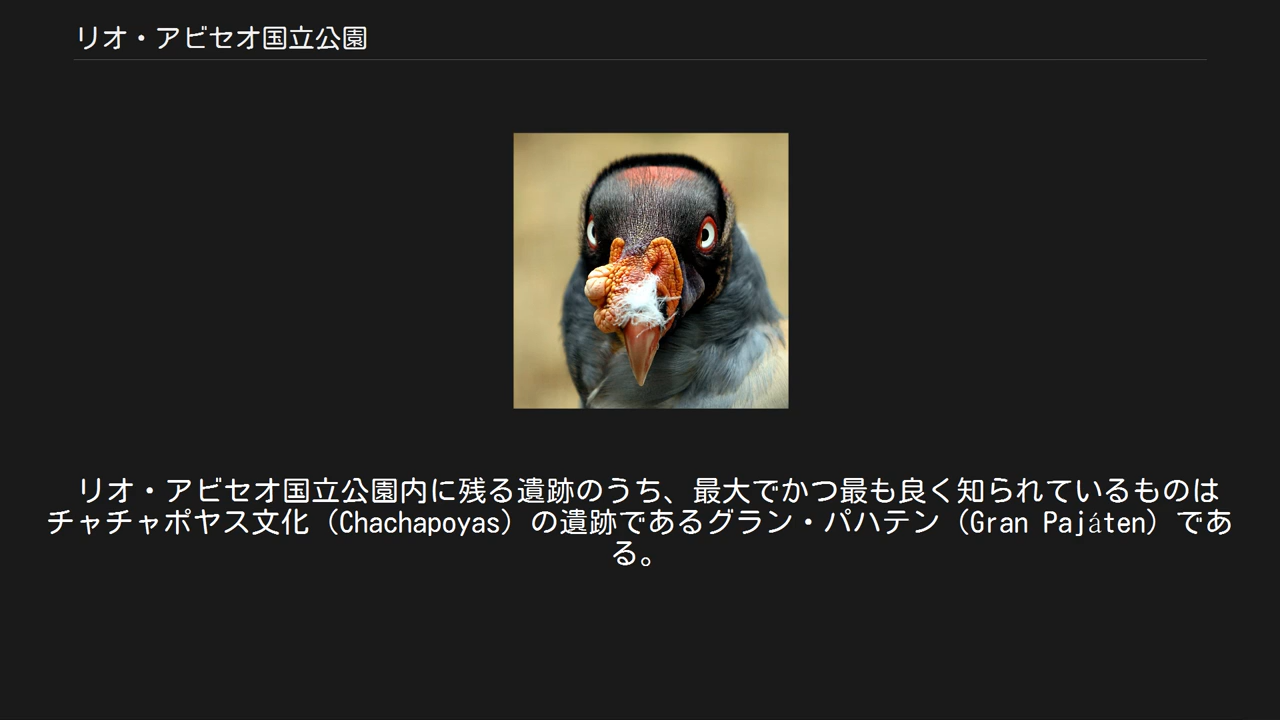 リオ・アビセオ国立公園
リオ・アビセオ国立公園内に残る遺跡のうち、最大でかつ最も良く知られているものは
チャチャポヤス文化（Chachapoyas）の遺跡であるグラン・パハテン（Gran Pajáten）であ
る。